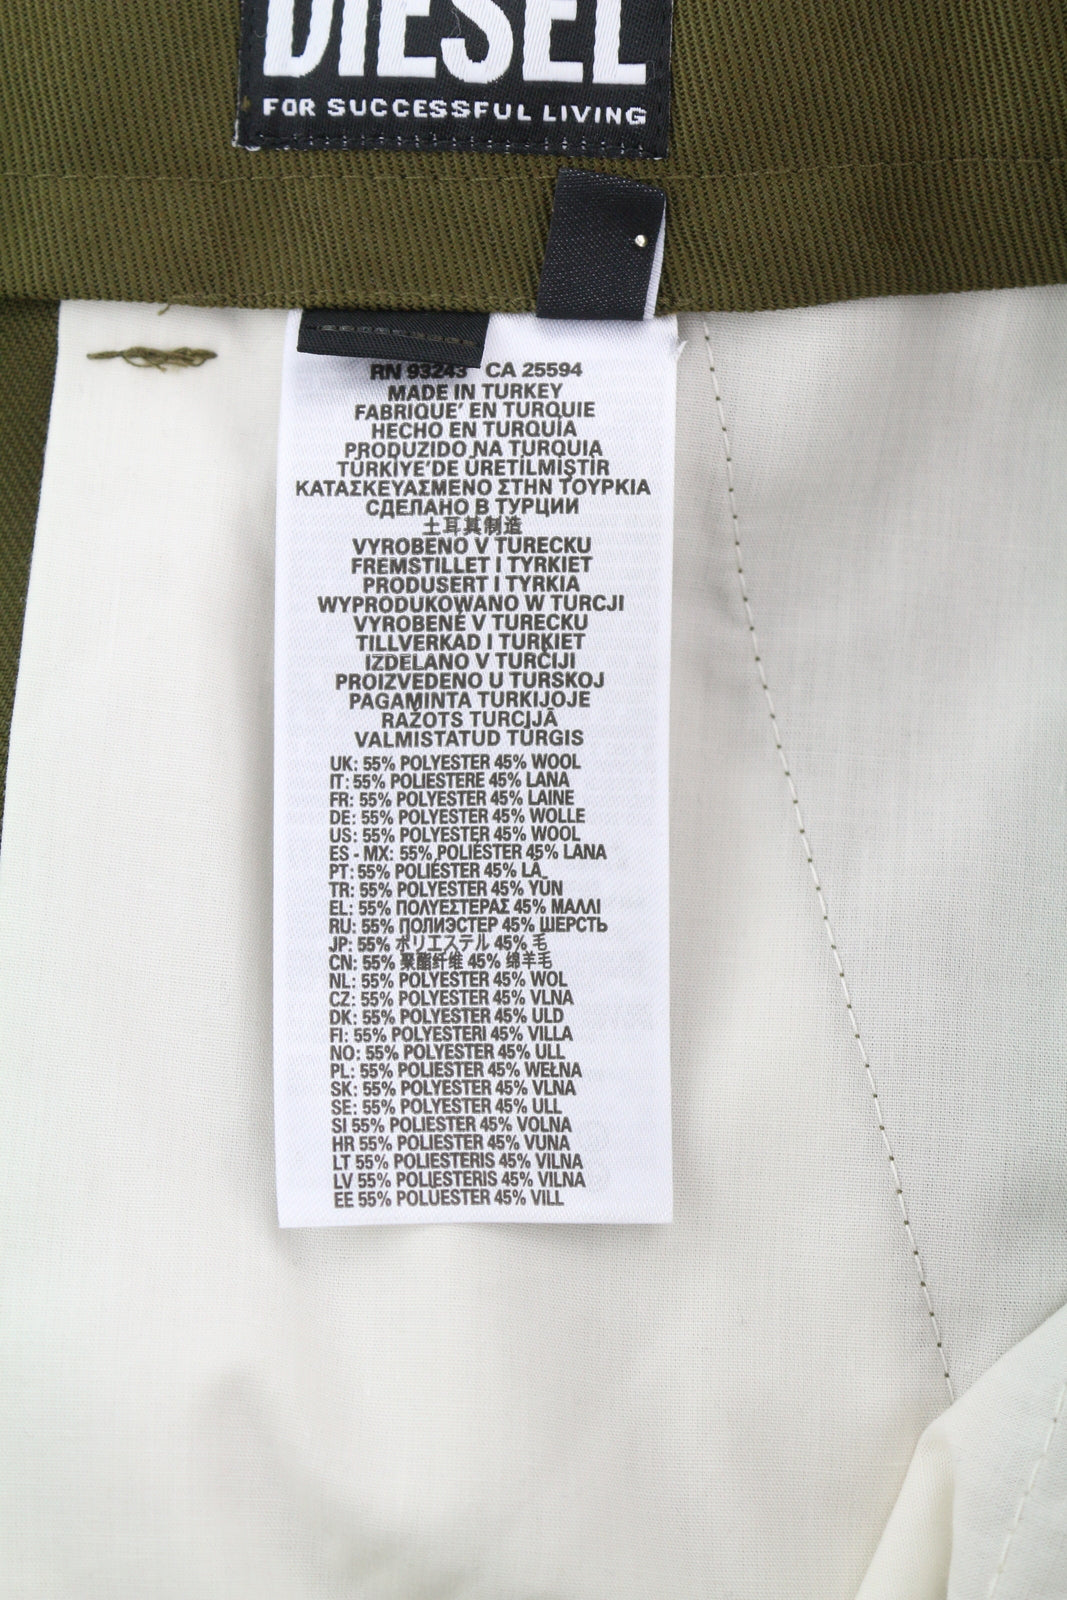 DIESEL
FOR SUCCESSFUL LIVING
RN 93243 CA 25594
MADE IN TURKEY
FABRIQUE' EN TURQUIE
HECHO EN TURQUÍA
PRODUZIDO NA TURQUIA
TÜRKİYE'DE ÜRETİLMİŞTİR
ΚΑΤΑΣΚΕΥΑΣΜΕΝΟ ΣΤΗΝ ΤΟΥΡΚΙΑ
СДЕЛАНО В ТУРЦИИ
土耳其制造
VYROBENO V TURECKU
FREMSTILLET I TYRKIET
PRODUSERT I TYRKIA
WYPRODUKOWANO W TURCJI
VYROBENÉ V TURECKU
TILLVERKAD I TURKIET
IZDELANO V TURČIJI
PROIZVEDENO U TURSKOJ
PAGAMINTA TURKIJOJE
RAŽOTS TURCIJĀ
VALMISTATUD TÜRGIS
UK: 55% POLYESTER 45% WOOL
IT: 55% POLIESTERE 45% LANA
FR: 55% POLYESTER 45% LAINE
DE: 55% POLYESTER 45% WOLLE
US: 55% POLYESTER 45% WOOL
ES - MX: 55% POLIÉSTER 45% LANA
PT: 55% POLIÉSTER 45% LÃ
TR: 55% POLYESTER 45% YÜN
EL: 55% ΠΟΛΥΕΣΤΕΡΑΣ 45% ΜΑΛΛΙ
RU: 55% ПОЛИЭСТЕР 45% ШЕРСТЬ
JP: 55% ポリエステル 45% 毛
CN: 55% 聚酯纤维 45% 绵羊毛
NL: 55% POLYESTER 45% WOL
CZ: 55% POLYESTER 45% VLNA
DK: 55% POLYESTER 45% ULD
FI: 55% POLYESTERI 45% VILLA
NO: 55% POLYESTER 45% ULL
PL: 55% POLIESTER 45% WEŁNA
SK: 55% POLYESTER 45% VLNA
SE: 55% POLYESTER 45% ULL
SI 55% POLIESTER 45% VOLNA
HR 55% POLIESTER 45% VUNA
LT 55% POLIESTERIS 45% VILNA
LV 55% POLIESTERIS 45% VILNA
EE 55% POLÜESTER 45% VILL